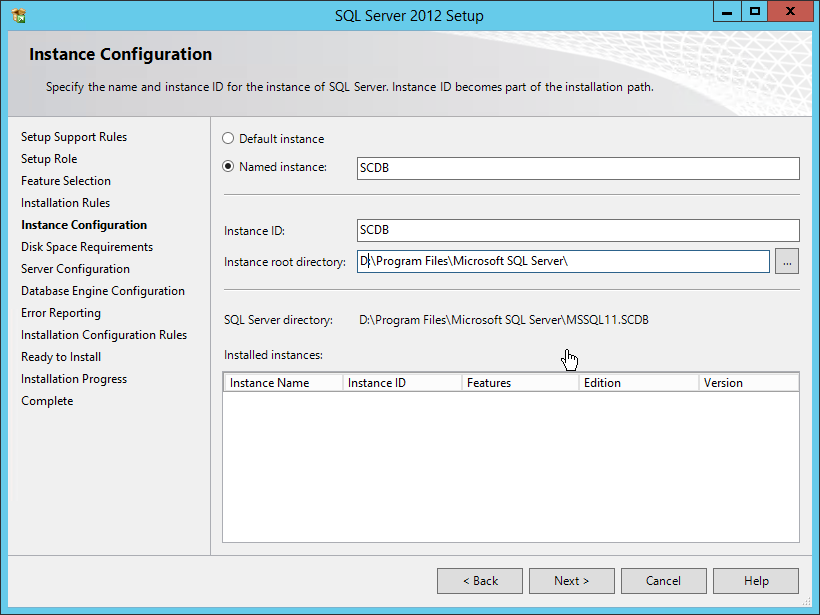 SQL Server 2012 Setup
Instance Configuration
Specify the name and instance ID for the instance of SQL Server. Instance ID becomes part of the installation path.
Setup Support Rules
Setup Role
Feature Selection
Installation Rules
Instance Configuration
Disk Space Requirements
Server Configuration
Database Engine Configuration
Error Reporting
Installation Configuration Rules
Ready to Install
Installation Progress
Complete
Default instance
Named instance: SCDB
Instance ID: SCDB
Instance root directory: D:\Program Files\Microsoft SQL Server\ ...
SQL Server directory: D:\Program Files\Microsoft SQL Server\MSSQL11.SCDB
Installed instances:
Instance Name Instance ID Features Edition Version
< Back Next > Cancel Help